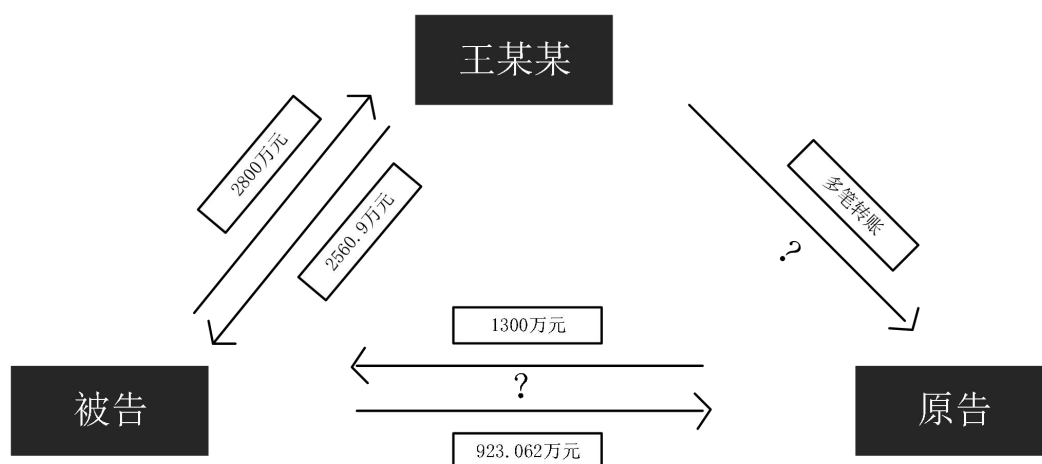 王某某
2800万元
2560.9万元
多笔转账
?
1300万元
?
923.062万元
被告
原告